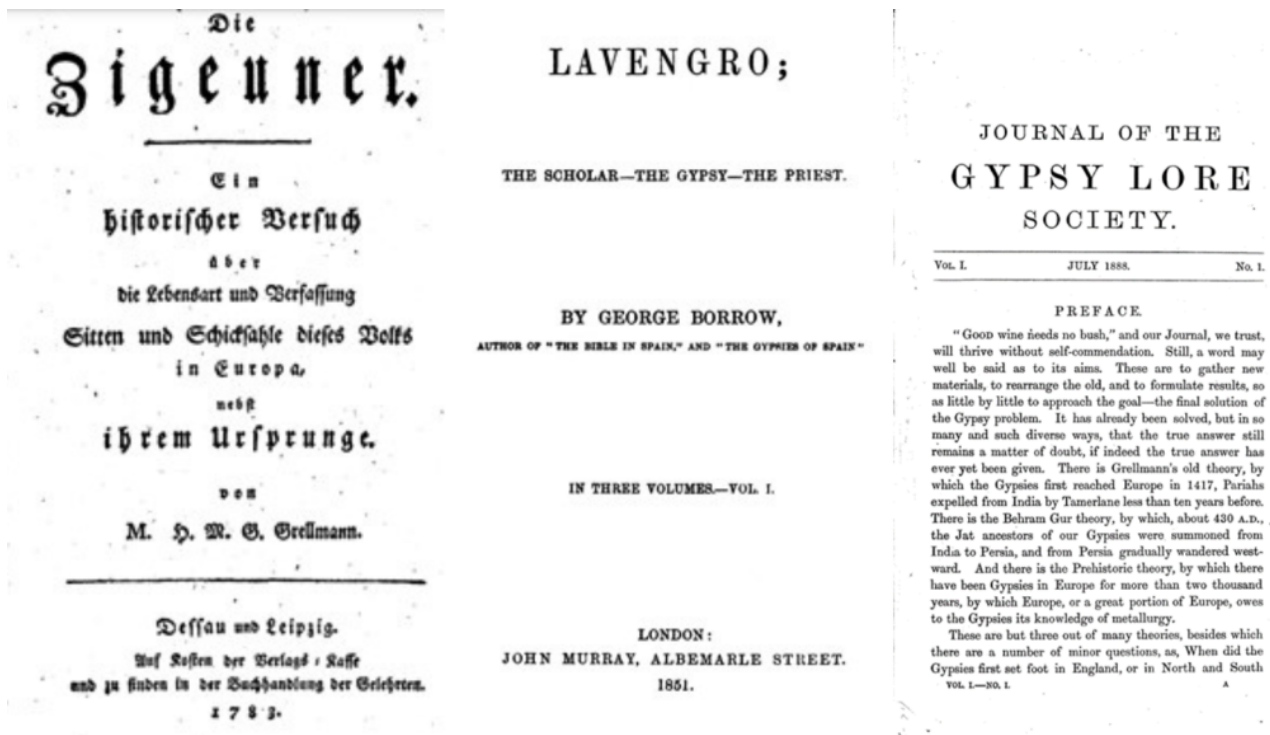 Die
Zigeuner.
Ein
historischer Versuch
über
die Lebensart und Verfassung
Sitten und Schicksahle dieses Volks
in Europa,
nebst
ihrem Ursprunge.
von
M. H. M. G. Grellmann.
Dessau und Leipzig.
Auf Kosten der Verlags-Kasse
und zu finden in der Buchhandlung der Gelehrten.
1783.
LAVENGRO;
THE SCHOLAR—THE GYPSY—THE PRIEST.
BY GEORGE BORROW,
AUTHOR OF "THE BIBLE IN SPAIN," AND "THE GYPSIES OF SPAIN"
IN THREE VOLUMES.—VOL. I.
LONDON:
JOHN MURRAY, ALBEMARLE STREET.
1851.
JOURNAL OF THE
GYPSY LORE
SOCIETY.
VOL. I. JULY 1888. No. 1.
PREFACE.
"GOOD wine needs no bush," and our Journal, we trust,
will thrive without self-commendation. Still, a word may
well be said as to its aims. These are to gather new
materials, to rearrange the old, and to formulate results, so
as little by little to approach the goal—the final solution of
the Gypsy problem. It has already been solved, but in so
many and such diverse ways, that the true answer still
remains a matter of doubt, if indeed the true answer has
ever yet been given. There is Grellmann's old theory, by
which the Gypsies first reached Europe in 1417, Pariahs
expelled from India by Tamerlane less than ten years before.
There is the Behram Gur theory, by which, about 430 A.D.,
the Jat ancestors of our Gypsies were summoned from
India to Persia, and from Persia gradually wandered west-
ward. And there is the Prehistoric theory, by which there
have been Gypsies in Europe for more than two thousand
years, by which Europe, or a great portion of Europe, owes
to the Gypsies its knowledge of metallurgy.
These are but three out of many theories, besides which
there are a number of minor questions, as, When did the
Gypsies first set foot in England, or in North and South
VOL. I.—NO. I. A